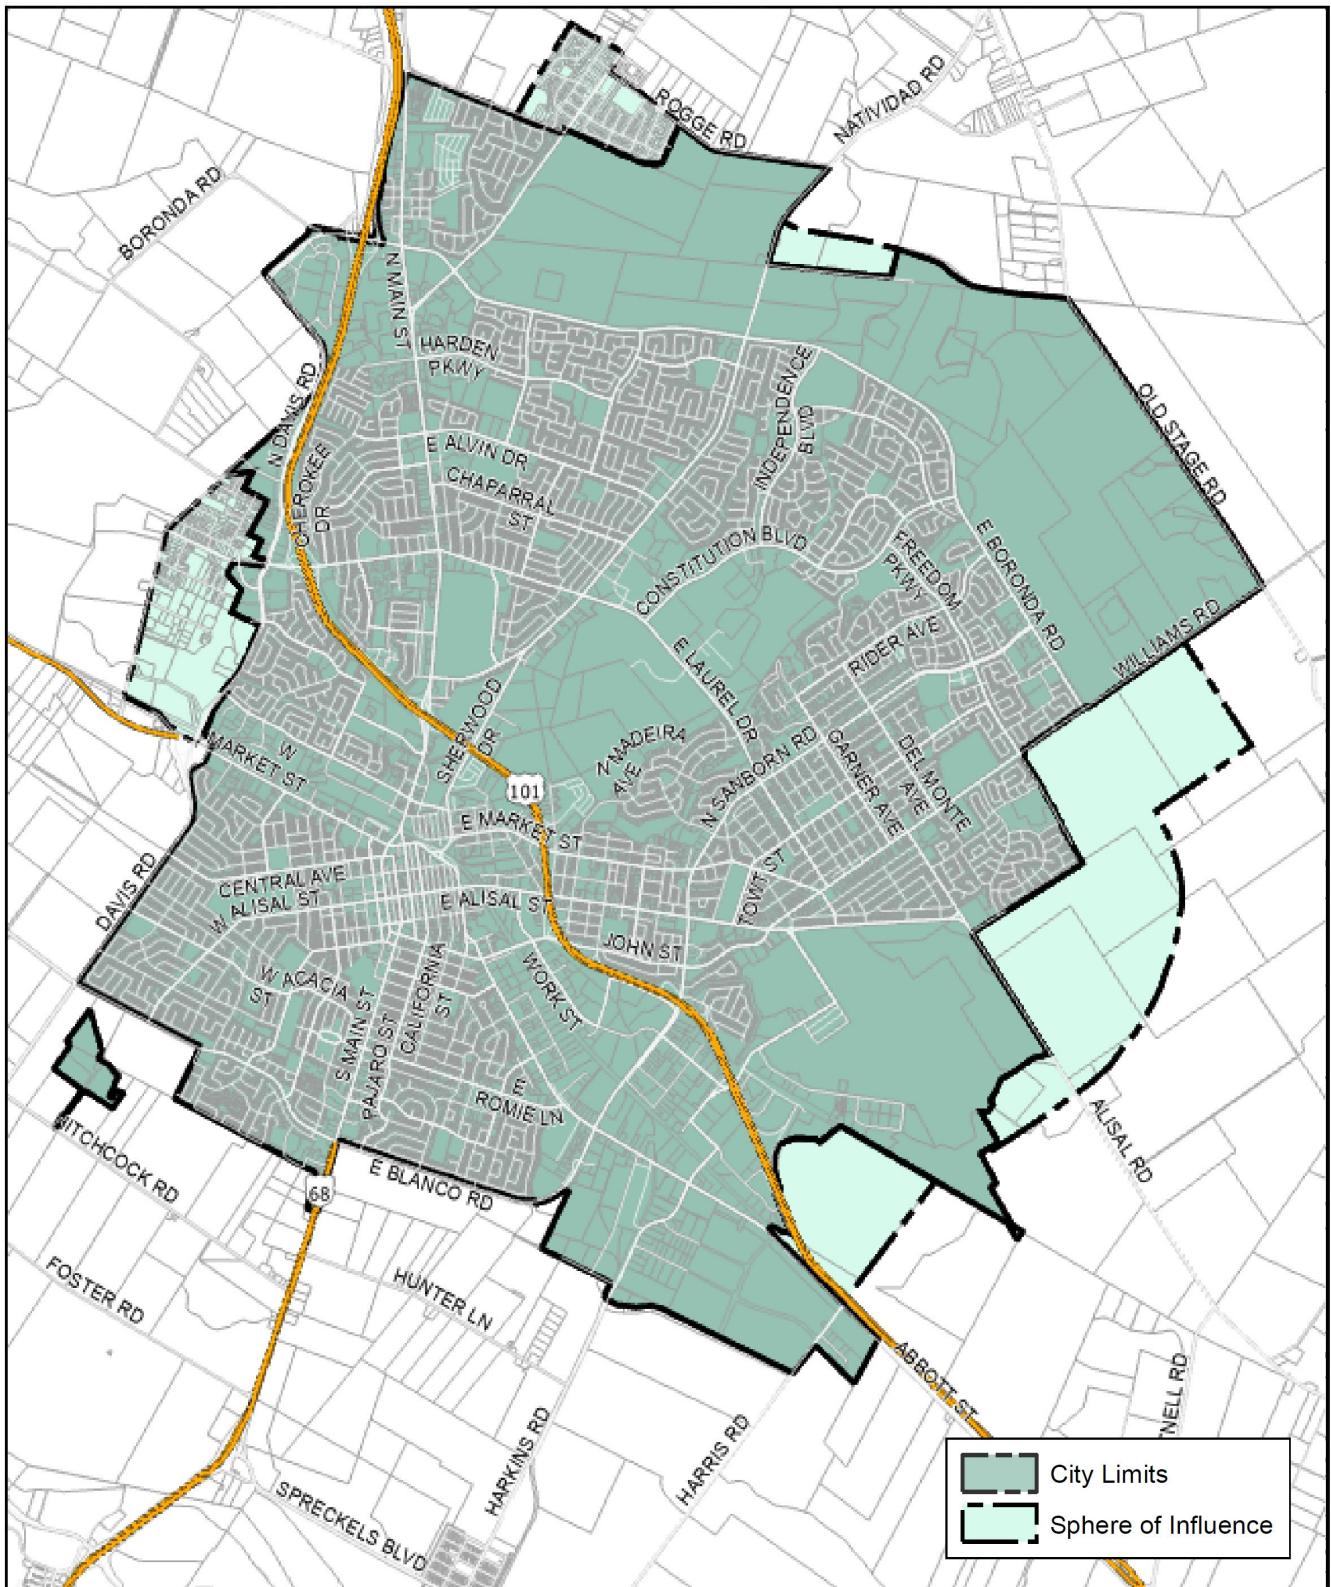 ROGGE RD
NATIVIDAD RD
BORONDA RD
N MAIN ST
HARDEN
PKWY
INDEPENDENCE
BLVD
OLD STAGE RD
N DAVIS RD
E ALVIN DR
CHEROKEE
DR
CHAPARRAL
ST
CONSTITUTION BLVD
FREEDOM
PKWY
E BORONDA RD
WILLIAMS RD
RIDER AVE
E LAUREL DR
SHERWOOD
DR
N MADEIRA
AVE
N SANBORN RD
GARNER AVE
DEL MONTE
AVE
W
MARKET ST
101
E MARKET ST
DAVIS RD
CENTRAL AVE
W ALISAL ST
E ALISAL ST
TOWT ST
JOHN ST
W ACACIA
ST
CALIFORNIA
ST
WORK ST
S MAIN ST
PAJARO ST
E
ROMIE LN
HITCHCOCK RD
ALISAL RD
68
E BLANCO RD
FOSTER RD
HUNTER LN
ABBOTT ST
HARKINS RD
HARRIS RD
SPRECKELS BLVD
City Limits
Sphere of Influence